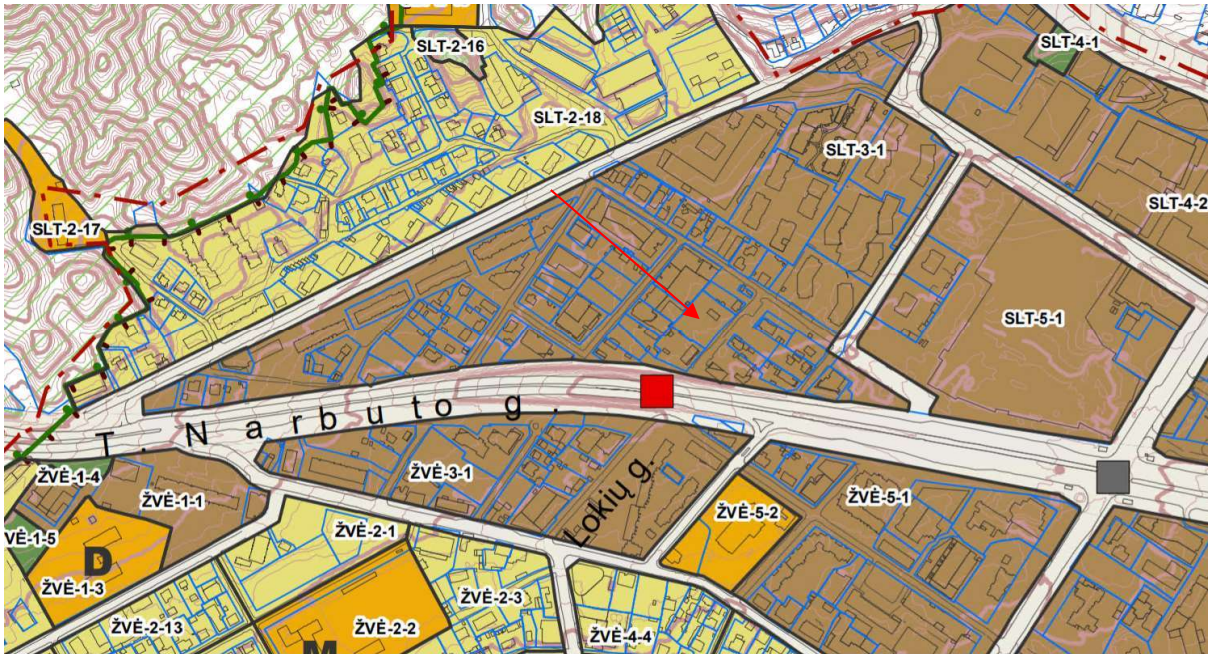 SLT-2-16
SLT-4-1
SLT-2-18
SLT-3-1
SLT-4-2
SLT-2-17
SLT-5-1
T. Narbuto g.
ŽVĖ-1-4
ŽVĖ-3-1
Lokių g.
ŽVĖ-1-1
ŽVĖ-5-1
ŽVĖ-5-2
ŽVĖ-2-1
VĖ-1-5
D
ŽVĖ-1-3
ŽVĖ-2-3
ŽVĖ-2-13
ŽVĖ-2-2
ŽVĖ-4-4
M